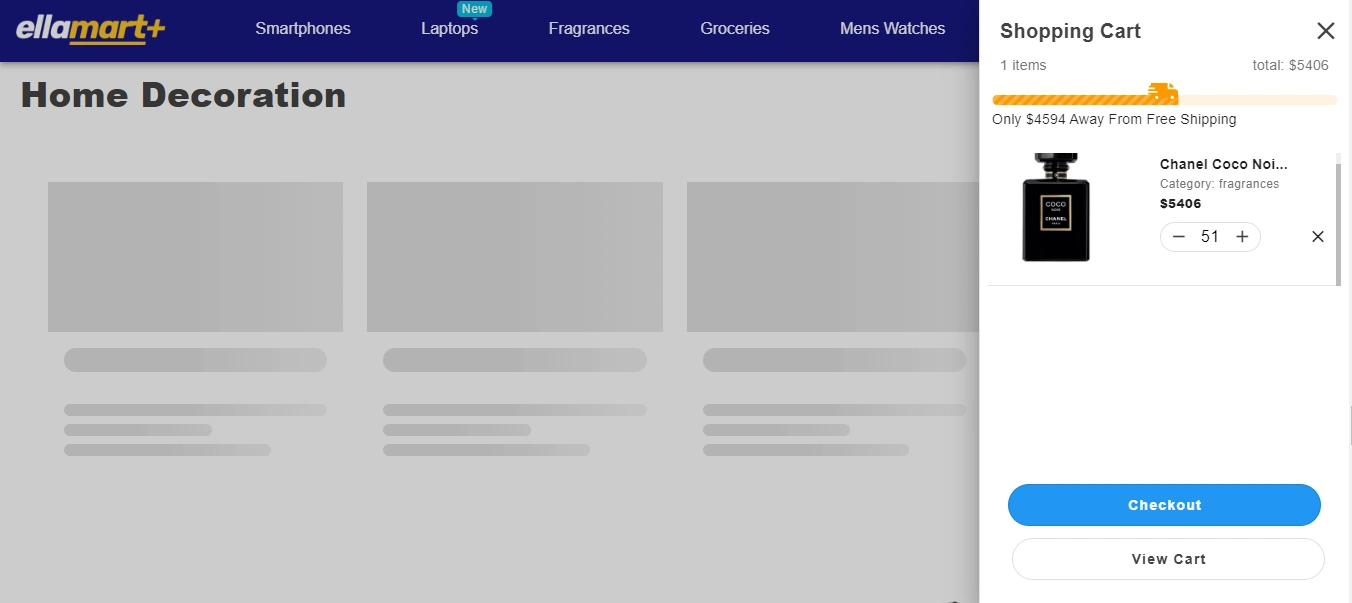 ellamart+
Smartphones
Laptops
New
Fragrances
Groceries
Mens Watches
Home Decoration
Shopping Cart
1 items
total: $5406
Only $4594 Away From Free Shipping
Chanel Coco Noi...
Category: fragrances
$5406
51
COCO
NOIR
CHANEL
PARIS
Checkout
View Cart